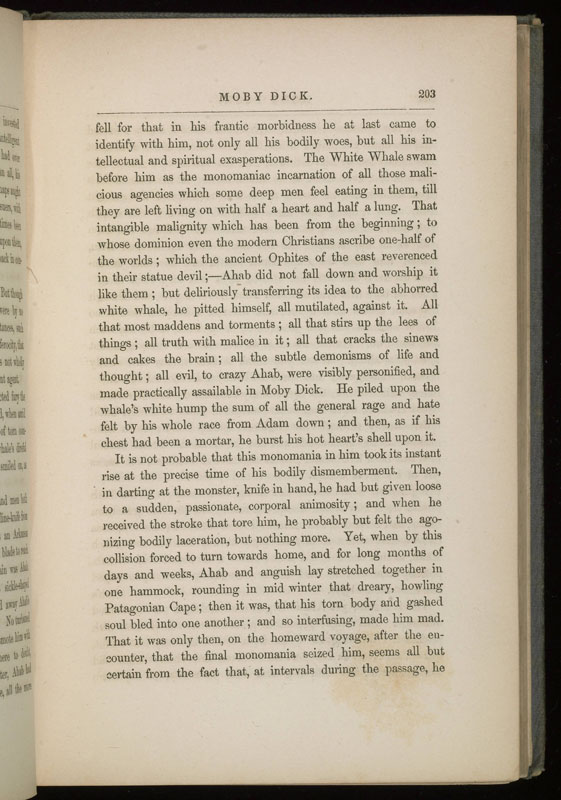 MOBY DICK. 203
fell for that in his frantic morbidness he at last came to
identify with him, not only all his bodily woes, but all his in-
tellectual and spiritual exasperations. The White Whale swam
before him as the monomaniac incarnation of all those mali-
cious agencies which some deep men feel eating in them, till
they are left living on with half a heart and half a lung. That
intangible malignity which has been from the beginning ; to
whose dominion even the modern Christians ascribe one-half of
the worlds ; which the ancient Ophites of the east reverenced
in their statue devil ;—Ahab did not fall down and worship it
like them ; but deliriously transferring its idea to the abhorred
white whale, he pitted himself, all mutilated, against it. All
that most maddens and torments ; all that stirs up the lees of
things ; all truth with malice in it ; all that cracks the sinews
and cakes the brain ; all the subtle demonisms of life and
thought ; all evil, to crazy Ahab, were visibly personified, and
made practically assailable in Moby Dick. He piled upon the
whale's white hump the sum of all the general rage and hate
felt by his whole race from Adam down ; and then, as if his
chest had been a mortar, he burst his hot heart's shell upon it.
It is not probable that this monomania in him took its instant
rise at the precise time of his bodily dismemberment. Then,
in darting at the monster, knife in hand, he had but given loose
to a sudden, passionate, corporal animosity ; and when he
received the stroke that tore him, he probably but felt the ago-
nizing bodily laceration, but nothing more. Yet, when by this
collision forced to turn towards home, and for long months of
days and weeks, Ahab and anguish lay stretched together in
one hammock, rounding in mid winter that dreary, howling
Patagonian Cape ; then it was, that his torn body and gashed
soul bled into one another ; and so interfusing, made him mad.
That it was only then, on the homeward voyage, after the en-
counter, that the final monomania seized him, seems all but
certain from the fact that, at intervals during the passage, he